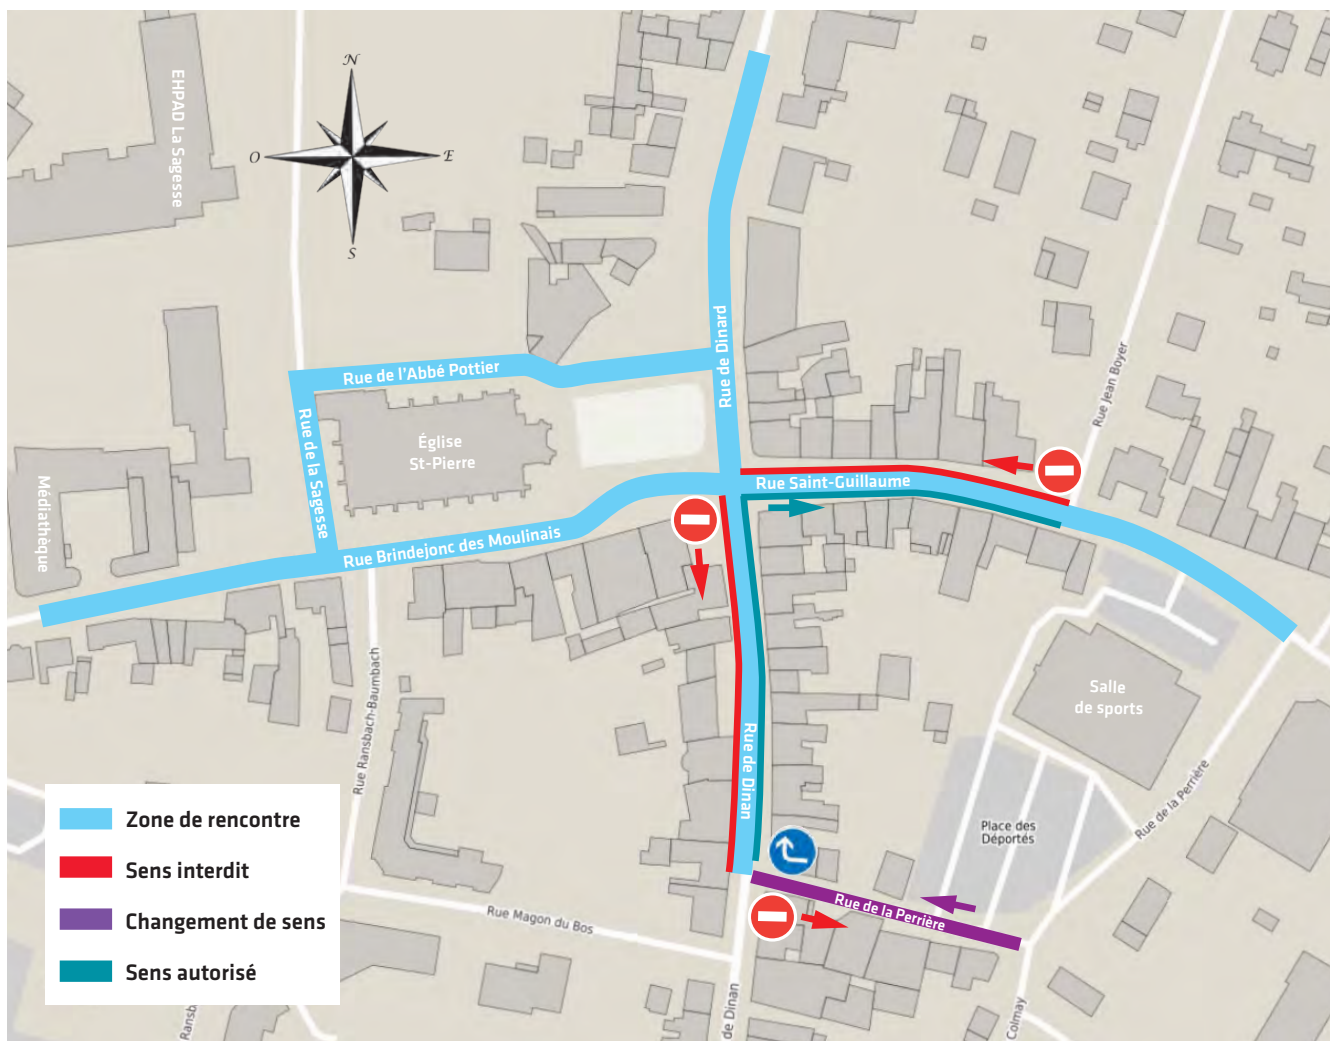 N
O
E
S
EHPAD La Sagesse
Rue de Dinard
Rue de l'Abbé Pottier
Rue de la Sagesse
Église
St-Pierre
Médiathèque
Rue Brindejonc des Moulinais
Rue Saint-Guillaume
Rue Jean Boyer
Rue Ransbach-Baumbach
Rue de Dinan
Salle
de sports
Place des
Déportés
Rue de la Perrière
Rue de la Perrière
Rue Magon du Bos
de Dinan
Colmay
Ransb
Zone de rencontre
Sens interdit
Changement de sens
Sens autorisé